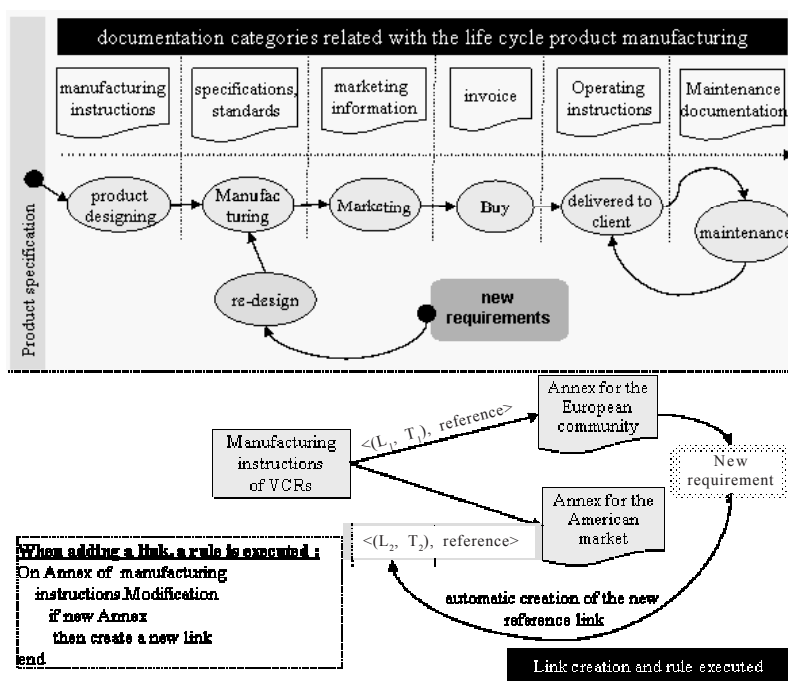 documentation categories related with the life cycle product manufacturing
manufacturing
instructions
specifications,
standards
marketing
information
invoice
Operating
instructions
Maintenance
documentation
Product specification
product
designing
Manufac
turing
Marketing
Buy
delivered to
client
maintenance
re-design
new
requirements
Manufacturing
instructions
of VCRs
<(L1, T1), reference>
Annex for the
European
community
New
requirement
Annex for the
American
market
<(L2, T2), reference>
When adding a link, a rule is executed :
On Annex of manufacturing
instructions.Modification
if new Annex
then create a new link
end
automatic creation of the new
reference link
Link creation and rule executed